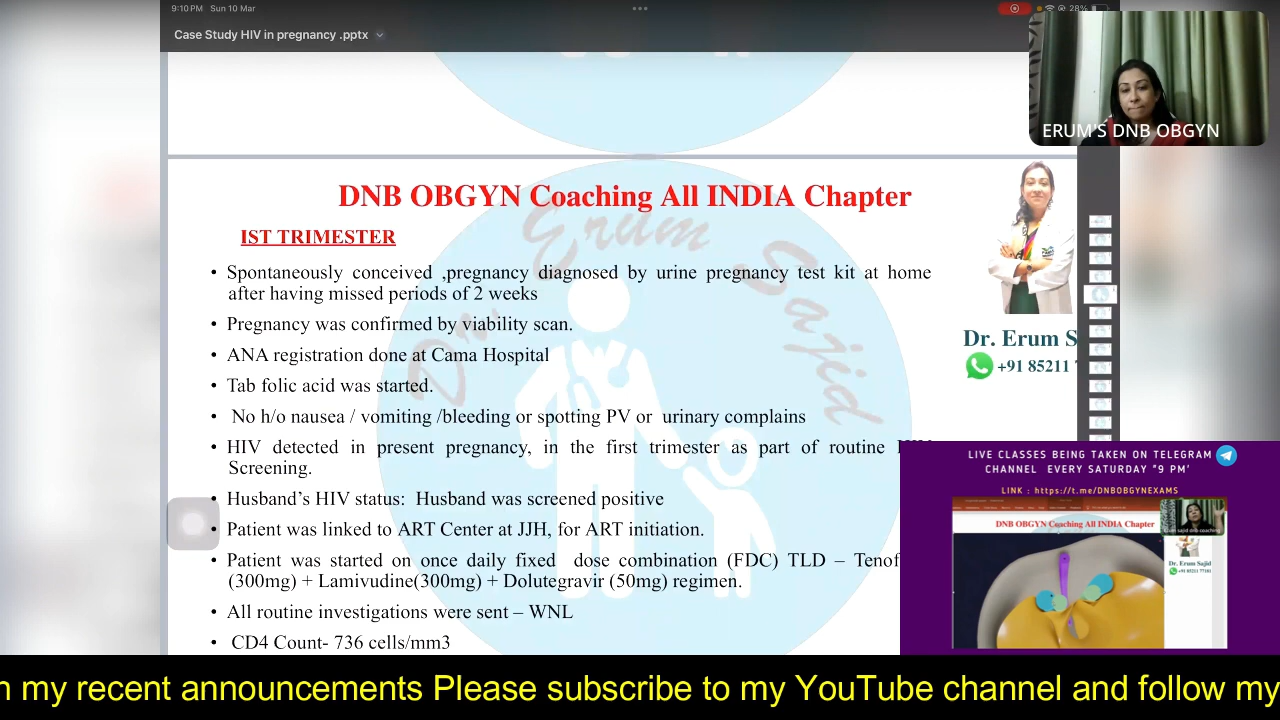 9:10 PM Sun 10 Mar
28%
Case Study HIV in pregnancy .pptx
ERUM'S DNB OBGYN
DNB OBGYN Coaching All INDIA Chapter
IST TRIMESTER
• Spontaneously conceived ,pregnancy diagnosed by urine pregnancy test kit at home
after having missed periods of 2 weeks
• Pregnancy was confirmed by viability scan.
• ANA registration done at Cama Hospital
• Tab folic acid was started.
• No h/o nausea / vomiting /bleeding or spotting PV or urinary complains
• HIV detected in present pregnancy, in the first trimester as part of routine
Screening.
• Husband's HIV status: Husband was screened positive
• Patient was linked to ART Center at JJH, for ART initiation.
• Patient was started on once daily fixed dose combination (FDC) TLD – Tenof
(300mg) + Lamivudine(300mg) + Dolutegravir (50mg) regimen.
• All routine investigations were sent – WNL
• CD4 Count- 736 cells/mm3
Dr. Erum Sajid
Dr. Erum S
+91 85211
LIVE CLASSES BEING TAKEN ON TELEGRAM
CHANNEL EVERY SATURDAY "9 PM'
LINK : https://t.me/DNBOBGYNEXAMS
DNB OBGYN Coaching All INDIA Chapter
Dr. Erum Sajid
n my recent announcements Please subscribe to my YouTube channel and follow my